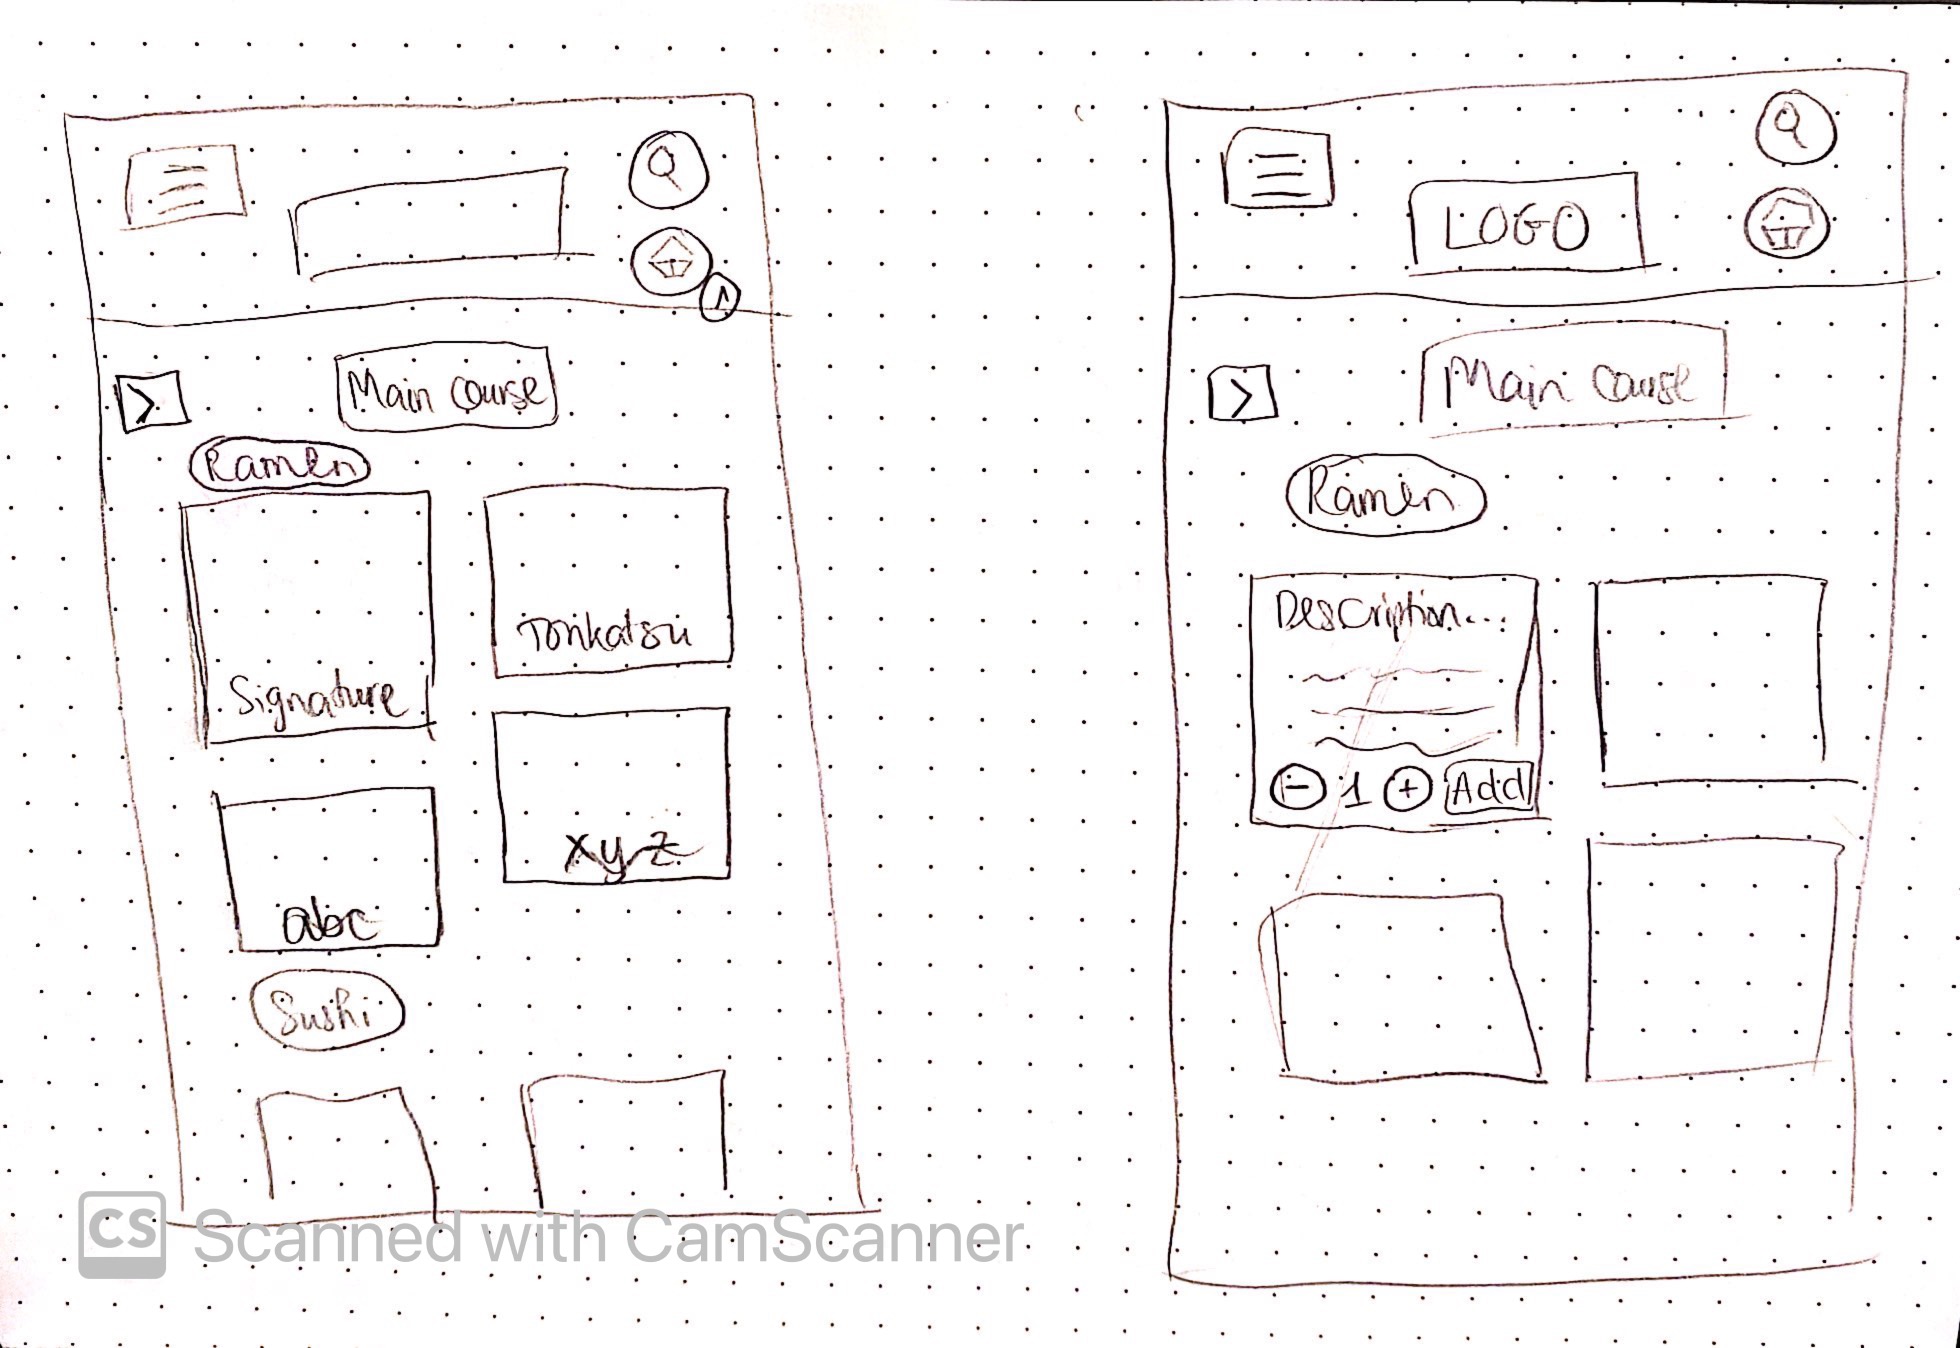 1
Main course
Ramen
Signature
Tonkatsu
xyz
abc
Sushi
LOGO
Main course
Ramen
Description...
- 1 + Add
CS Scanned with CamScanner